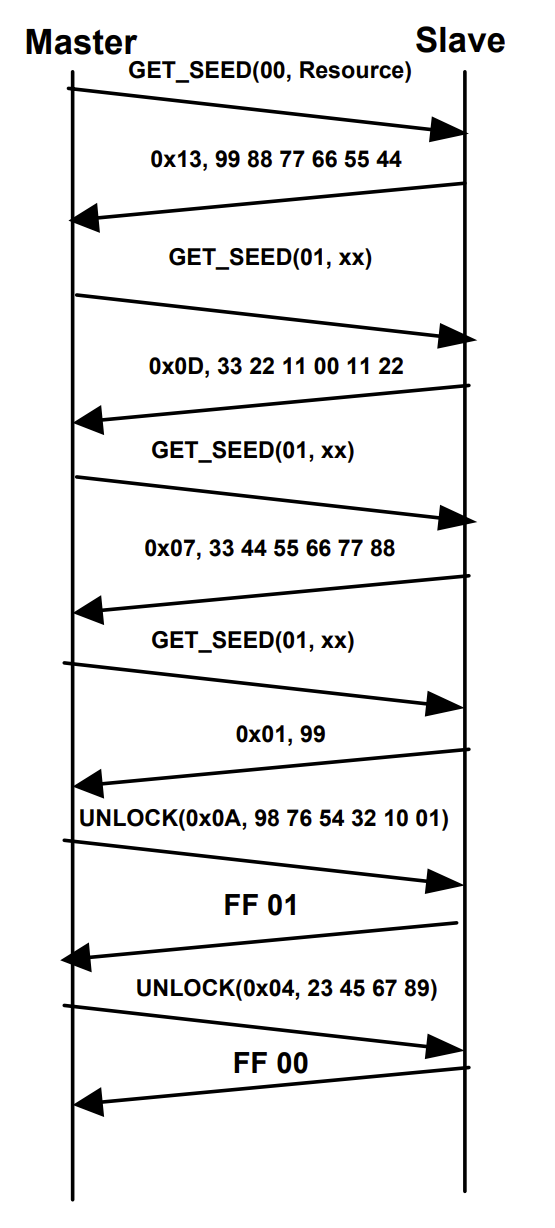 Master
Slave
GET_SEED(00, Resource)
0x13, 99 88 77 66 55 44
GET_SEED(01, xx)
0x0D, 33 22 11 00 11 22
GET_SEED(01, xx)
0x07, 33 44 55 66 77 88
GET_SEED(01, xx)
0x01, 99
UNLOCK(0x0A, 98 76 54 32 10 01)
FF 01
UNLOCK(0x04, 23 45 67 89)
FF 00